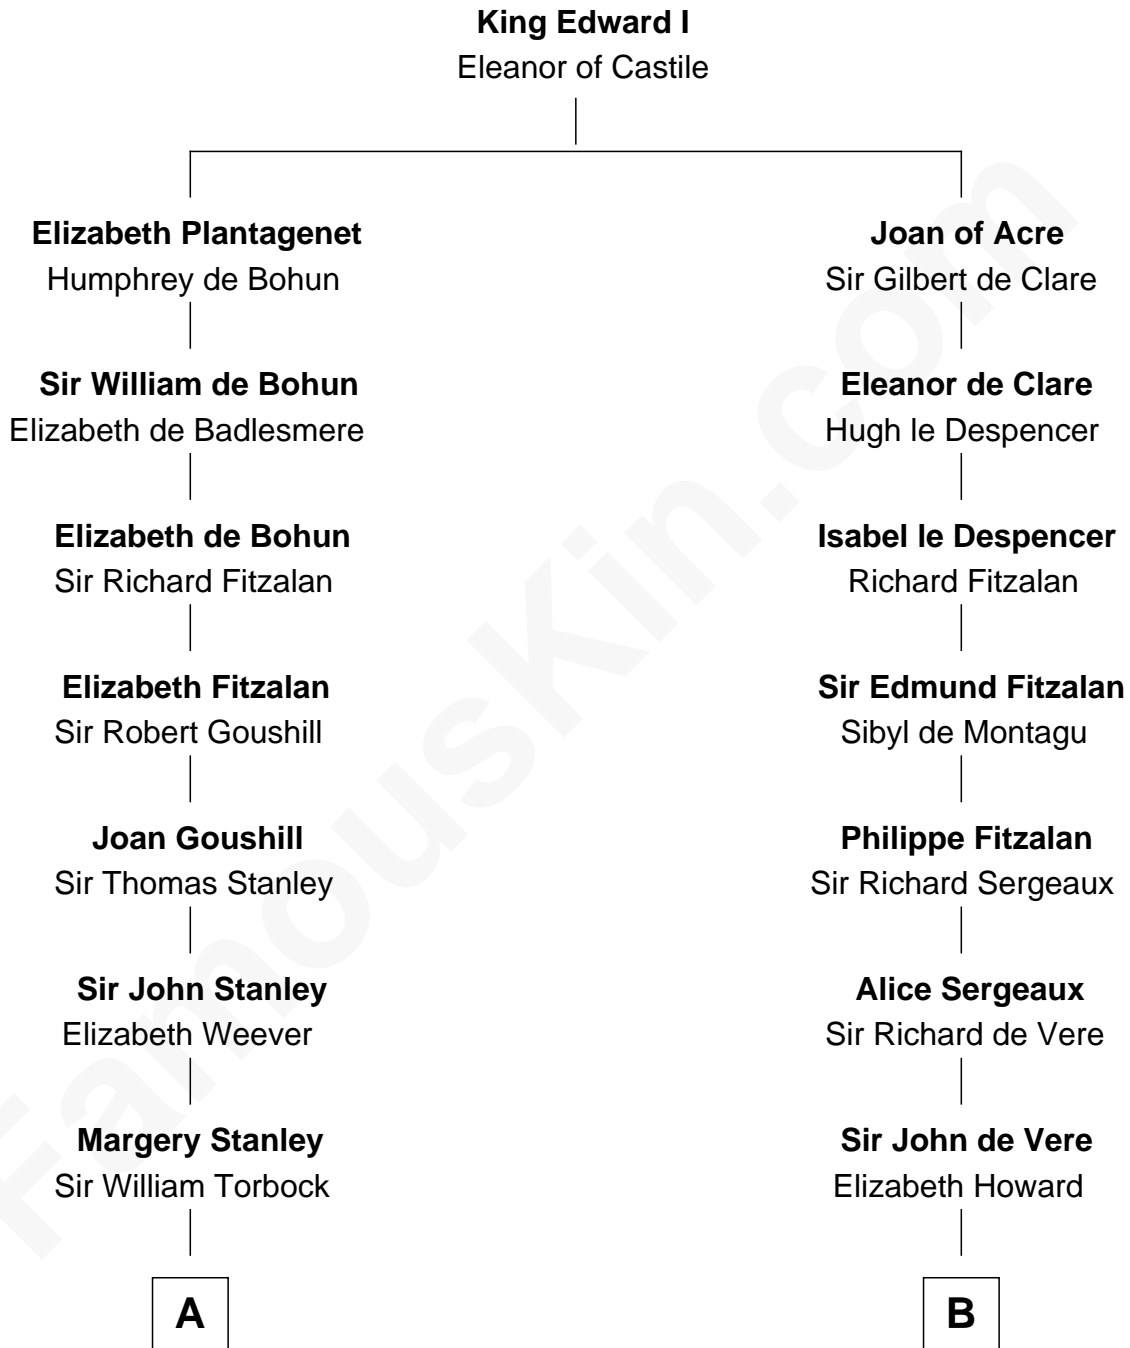 King Edward I
Eleanor of Castile
Elizabeth Plantagenet
Humphrey de Bohun
Joan of Acre
Sir Gilbert de Clare
Sir William de Bohun
Elizabeth de Badlesmere
Eleanor de Clare
Hugh le Despencer
Elizabeth de Bohun
Sir Richard Fitzalan
Isabel le Despencer
Richard Fitzalan
Elizabeth Fitzalan
Sir Robert Goushill
Sir Edmund Fitzalan
Sibyl de Montagu
Joan Goushill
Sir Thomas Stanley
Philippe Fitzalan
Sir Richard Sergeaux
Sir John Stanley
Elizabeth Weever
Alice Sergeaux
Sir Richard de Vere
Margery Stanley
Sir William Torbock
Sir John de Vere
Elizabeth Howard
A
B
FamousKin.com